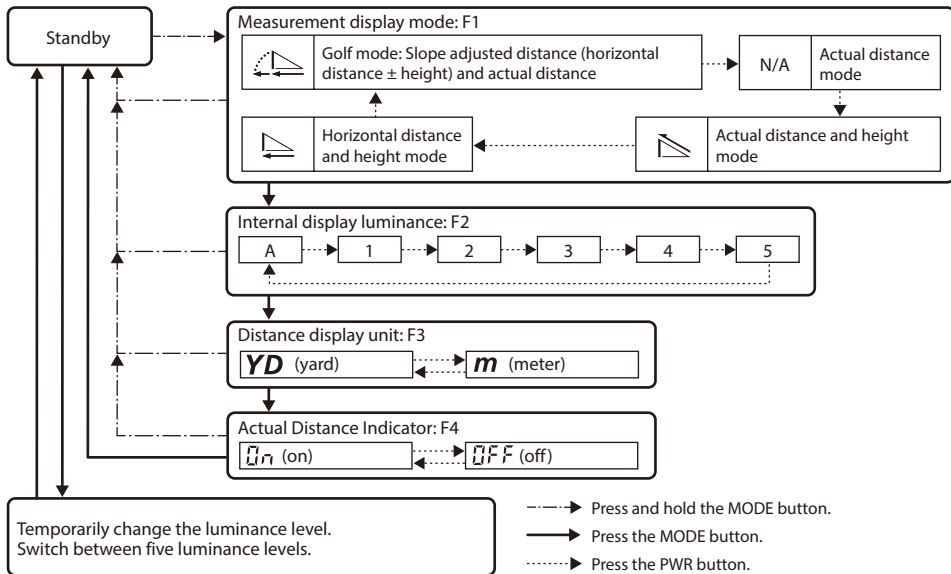 Standby
Measurement display mode: F1
Golf mode: Slope adjusted distance (horizontal
distance ± height) and actual distance
N/A
Actual distance
mode
Horizontal distance
and height mode
Actual distance and height
mode
Internal display luminance: F2
A 1 2 3 4 5
Distance display unit: F3
YD (yard)
m (meter)
Actual Distance Indicator: F4
On (on)
OFF (off)
Temporarily change the luminance level.
Switch between five luminance levels.
Press and hold the MODE button.
Press the MODE button.
Press the PWR button.